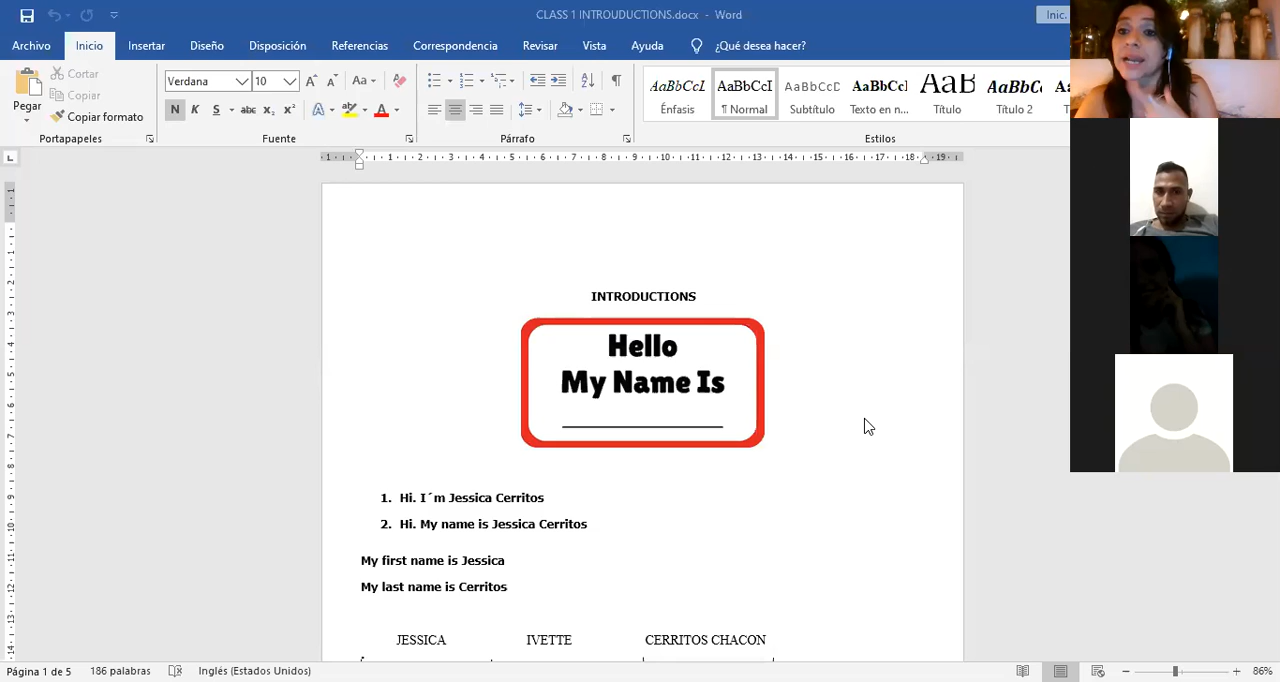 CLASS 1 INTROUDUCTIONS.docx - Word
Inic.
Archivo Inicio Insertar Diseño Disposición Referencias Correspondencia Revisar Vista Ayuda ¿Qué desea hacer?
Pegar
Cortar
Copiar
Copiar formato
Portapapeles
Verdana 10
N K S abc x₂ x²
Fuente
Párrafo
AaBbCcI AaBbCcI AaBbCcD AaBbCcI AaB AaBbCc
Énfasis ¶ Normal Subtítulo Texto en n... Título Título 2
Estilos
INTRODUCTIONS
Hello
My Name Is
1. Hi. I´m Jessica Cerritos
2. Hi. My name is Jessica Cerritos
My first name is Jessica
My last name is Cerritos
JESSICA IVETTE CERRITOS CHACON
Página 1 de 5 186 palabras Inglés (Estados Unidos) 86%